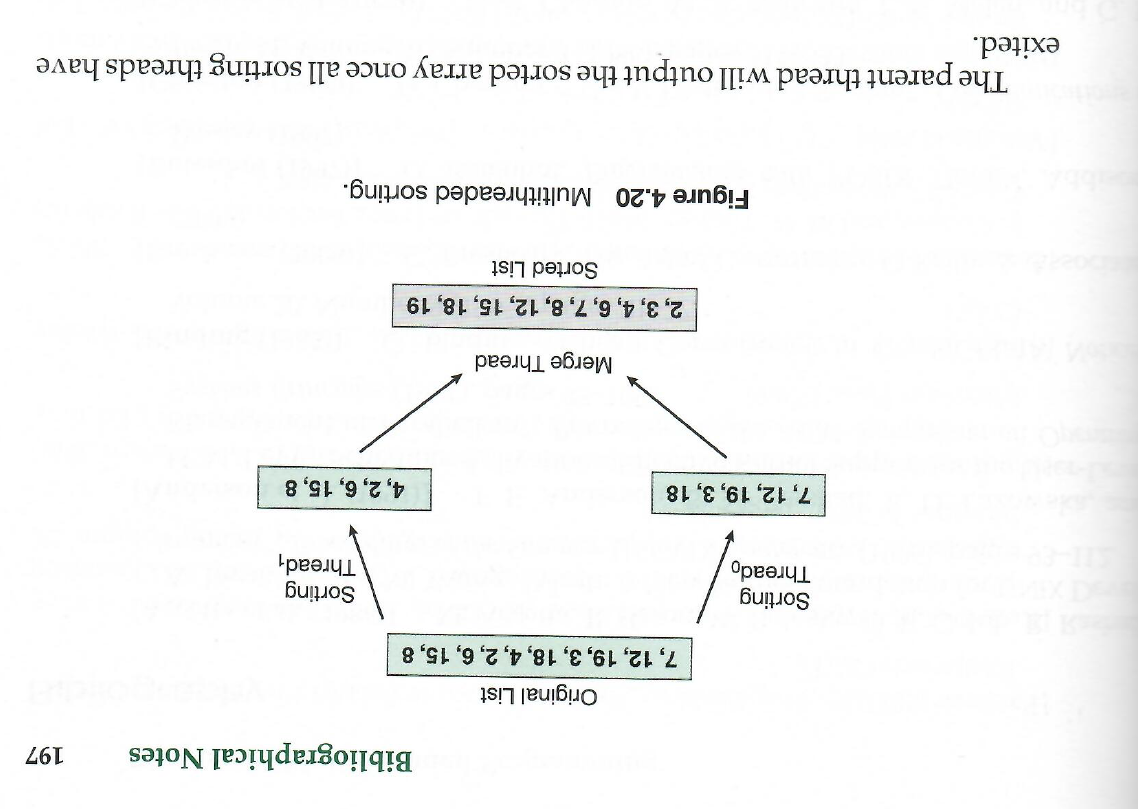 Bibliographical Notes 197
Original List
7, 12, 19, 3, 18, 4, 2, 6, 15, 8
Sorting
Thread0
Sorting
Thread1
7, 12, 19, 3, 18
4, 2, 6, 15, 8
Merge Thread
2, 3, 4, 6, 7, 8, 12, 15, 18, 19
Sorted List
Figure 4.20 Multithreaded sorting.
The parent thread will output the sorted array once all sorting threads have
exited.